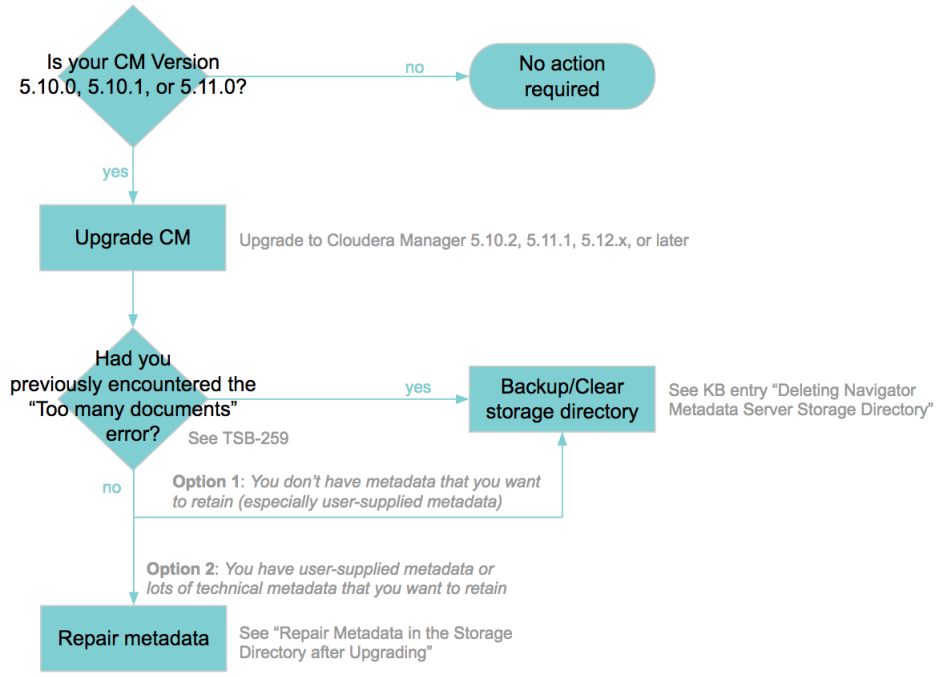 Is your CM Version
5.10.0, 5.10.1, or 5.11.0?
no
No action
required
yes
Upgrade CM
Upgrade to Cloudera Manager 5.10.2, 5.11.1, 5.12.x, or later
Had you
previously encountered the
“Too many documents”
error?
See TSB-259
yes
Backup/Clear
storage directory
See KB entry “Deleting Navigator
Metadata Server Storage Directory”
no
Option 1: You don’t have metadata that you want
to retain (especially user-supplied metadata)
Option 2: You have user-supplied metadata or
lots of technical metadata that you want to retain
Repair metadata
See “Repair Metadata in the Storage
Directory after Upgrading”